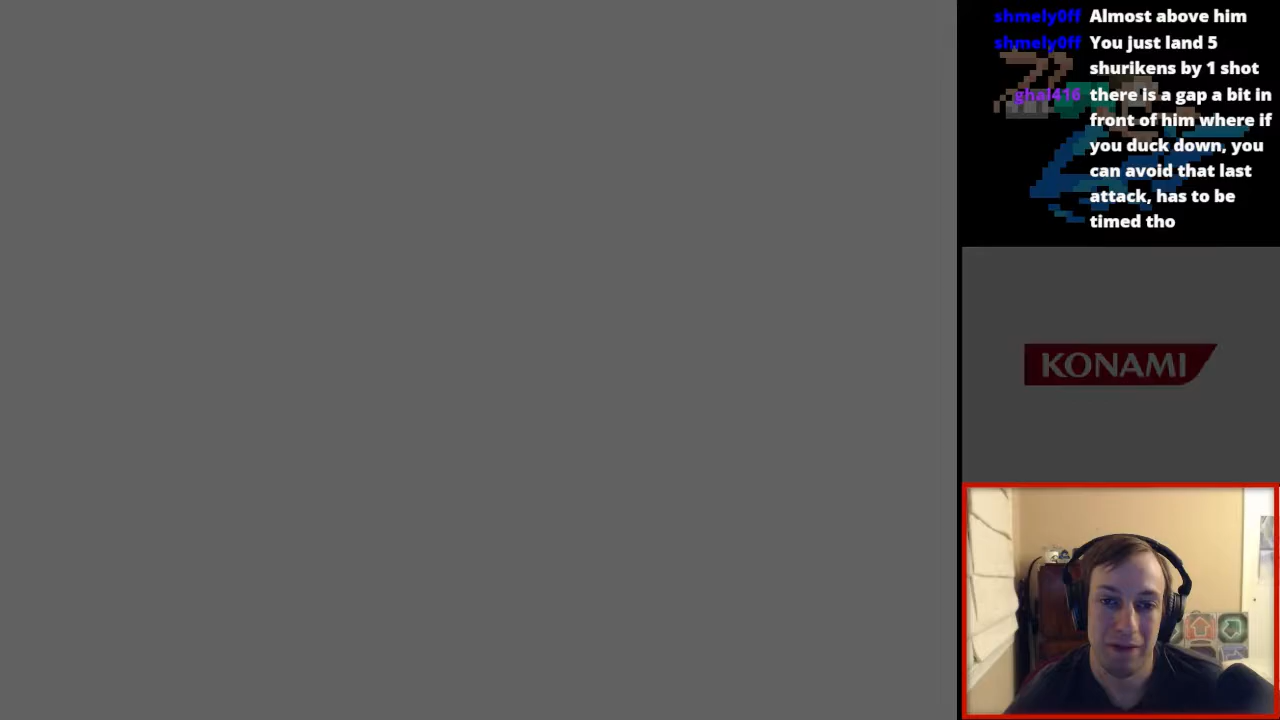 shmely0ff Almost above him
shmely0ff You just land 5
shurikens by 1 shot
ghal416 there is a gap a bit in
front of him where if
you duck down, you
can avoid that last
attack, has to be
timed tho
KONAMI